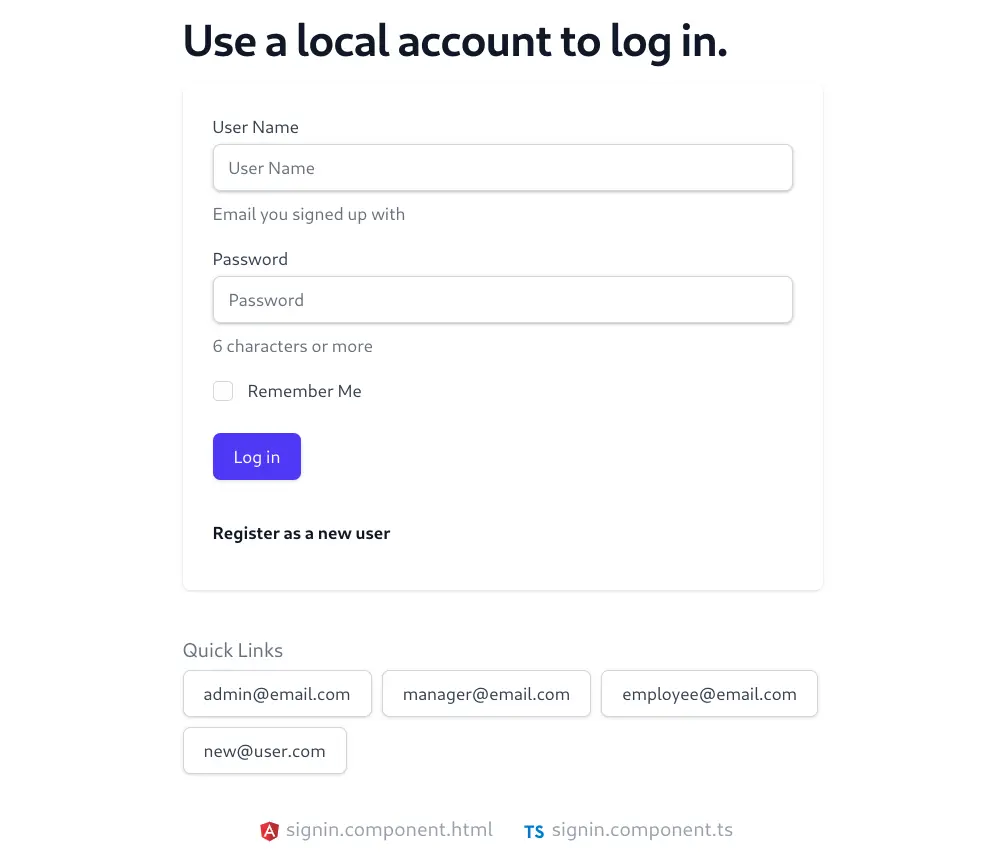 Use a local account to log in.
User Name
User Name
Email you signed up with
Password
Password
6 characters or more
Remember Me
Log in
Register as a new user
Quick Links
admin@email.com manager@email.com employee@email.com
new@user.com
signin.component.html TS signin.component.ts